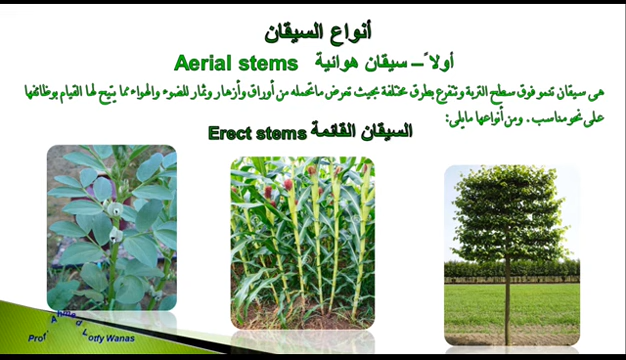 أنواع السيقان
أولاً – سيقان هوائية Aerial stems
هى سيقان تنمو فوق سطح التربة وتتفرع بطرق مختلفة بحيث تعرض ما تحمله من أوراق وأزهار وثمار للضوء والهواء مما يتيح لها القيام بوظائفها
على نحو مناسب . ومن أنواعها مايلى:
السيقان القائمة Erect stems
Prof. Ahmed Lotfy Wanas